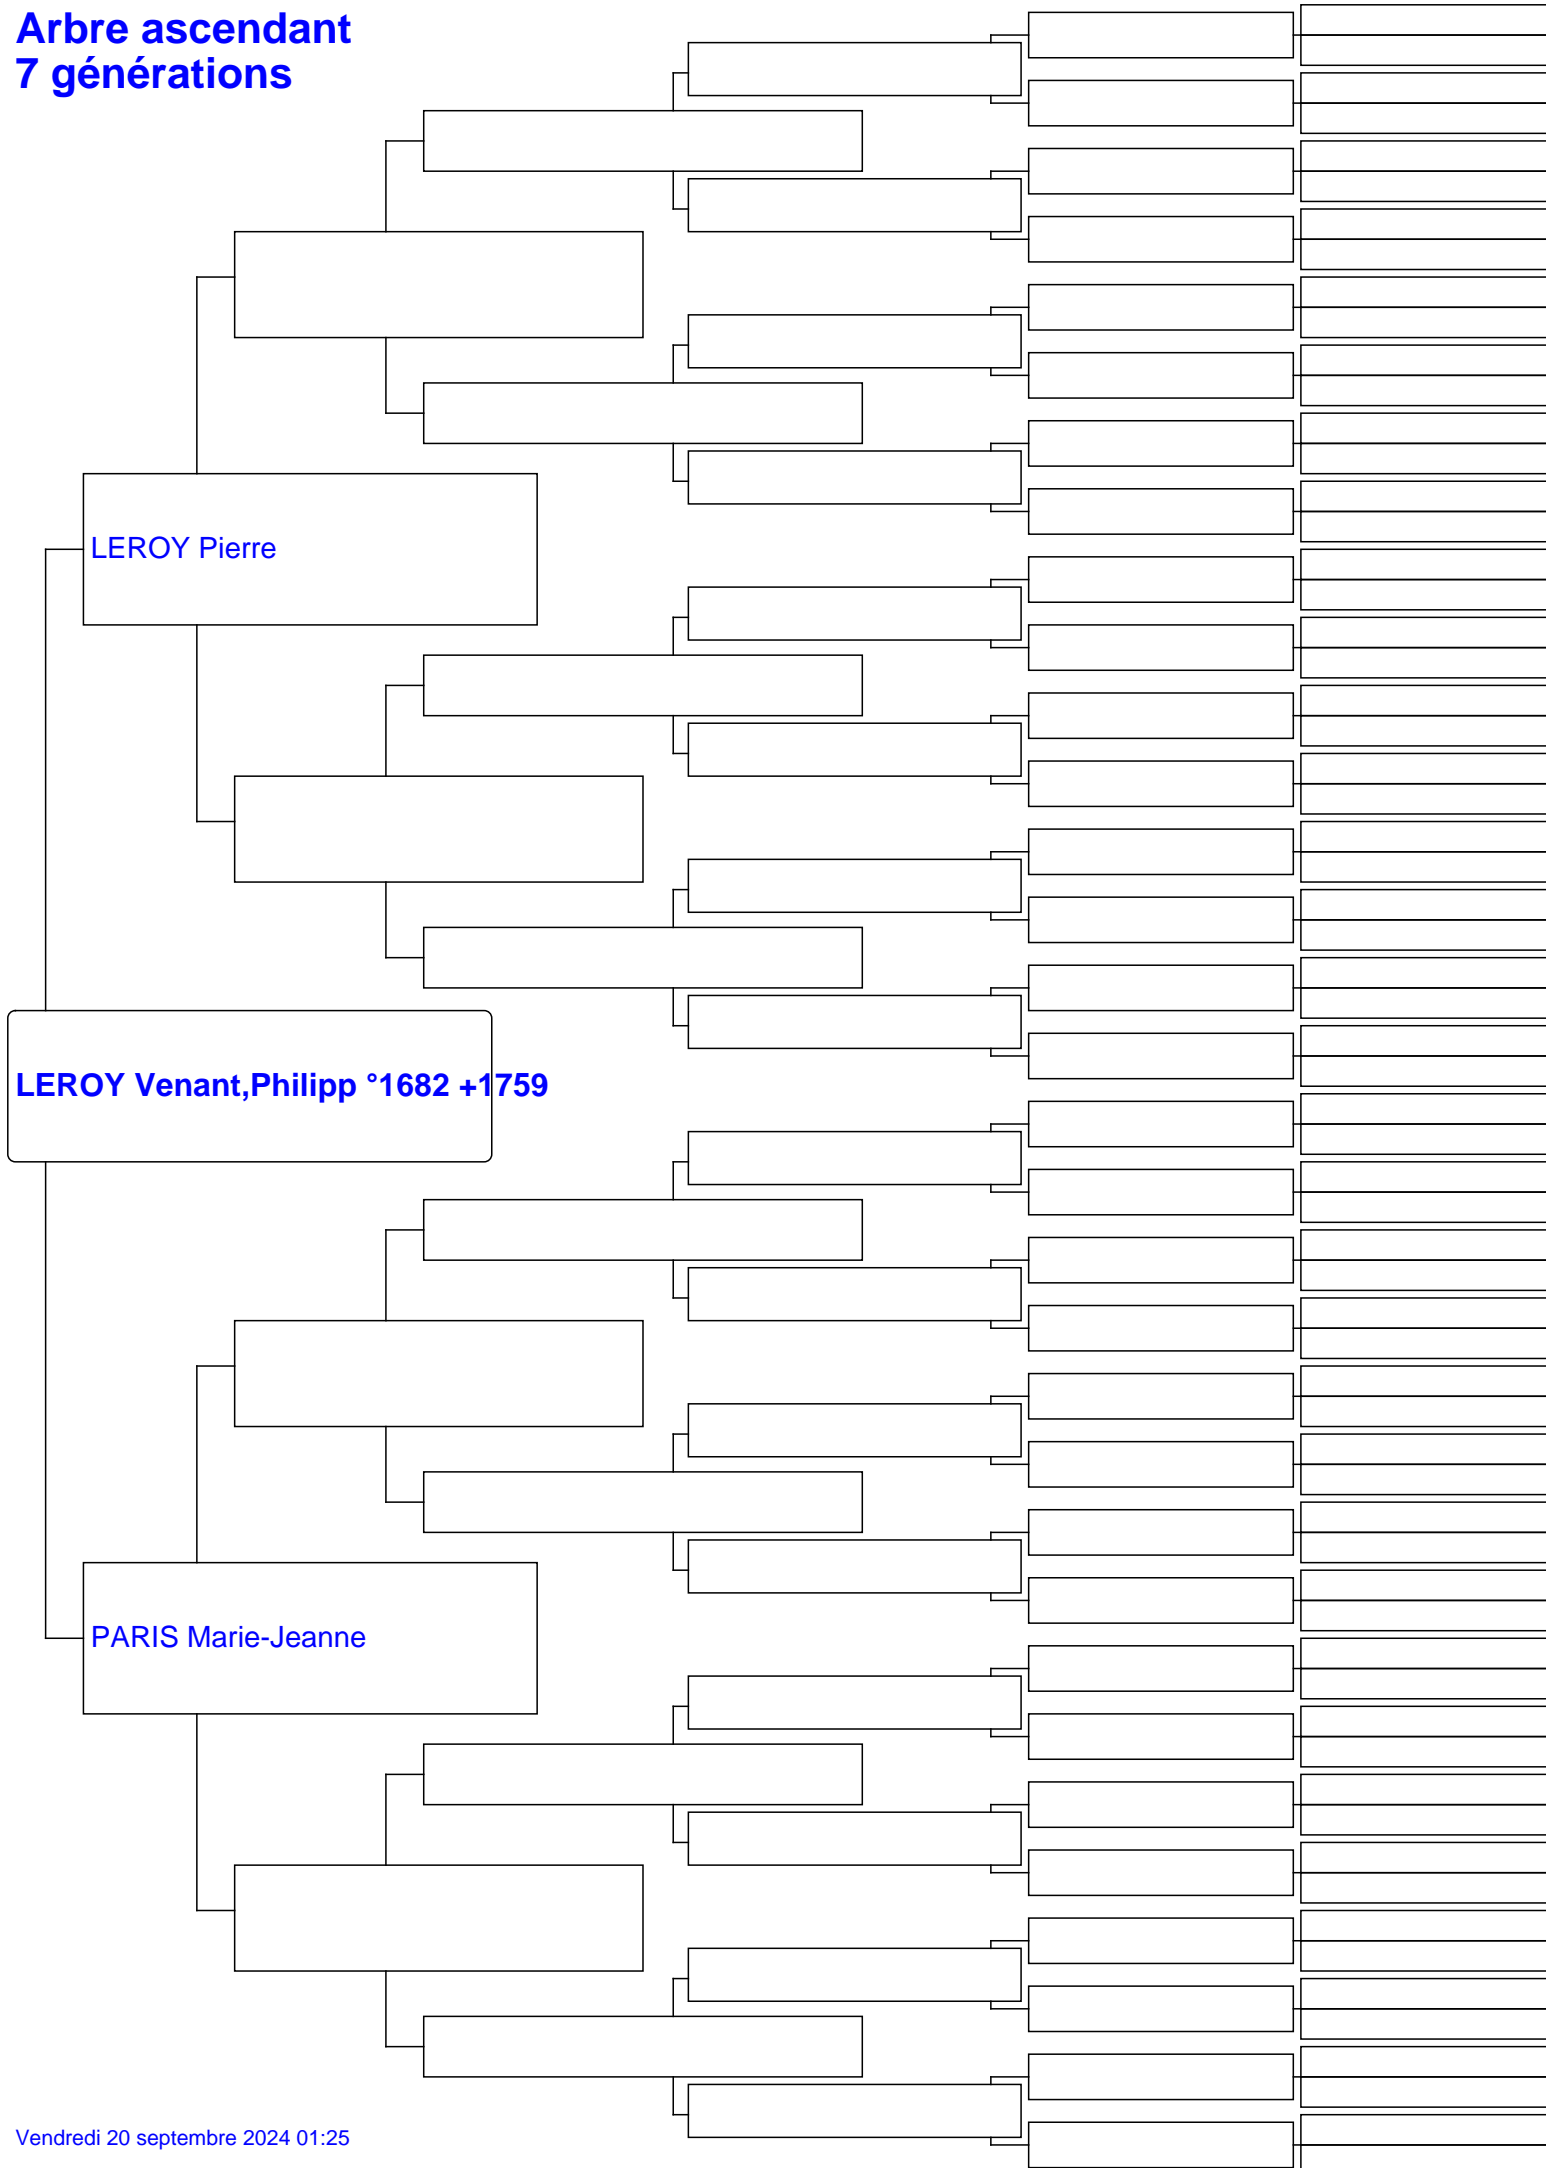 Arbre ascendant
7 générations
LEROY Pierre
LEROY Venant,Philipp °1682 +1759
PARIS Marie-Jeanne
Vendredi 20 septembre 2024 01:25